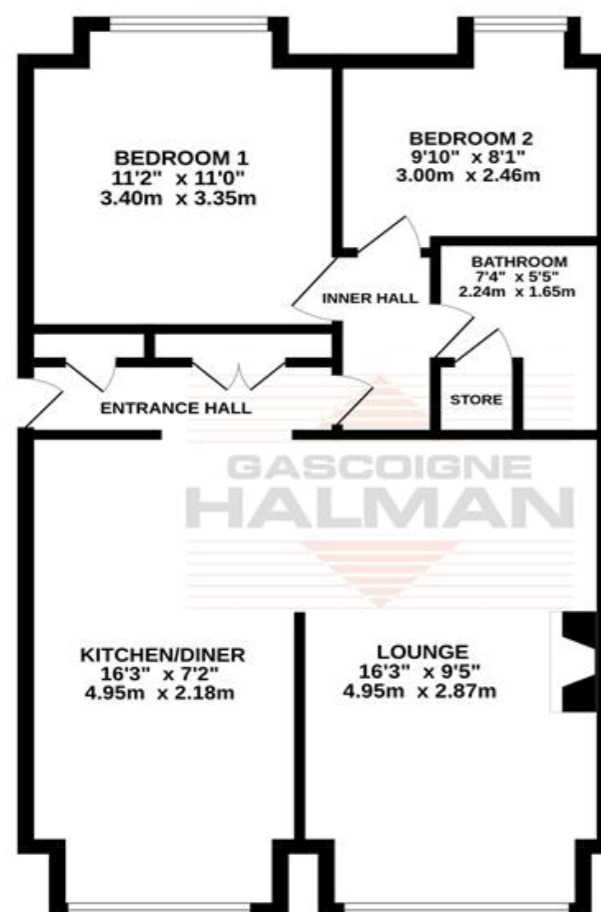 BEDROOM 1
11'2" x 11'0"
3.40m x 3.35m
BEDROOM 2
9'10" x 8'1"
3.00m x 2.46m
BATHROOM
7'4" x 5'5"
2.24m x 1.65m
INNER HALL
ENTRANCE HALL
STORE
GASCOIGNE
HALMAN
KITCHEN/DINER
16'3" x 7'2"
4.95m x 2.18m
LOUNGE
16'3" x 9'5"
4.95m x 2.87m